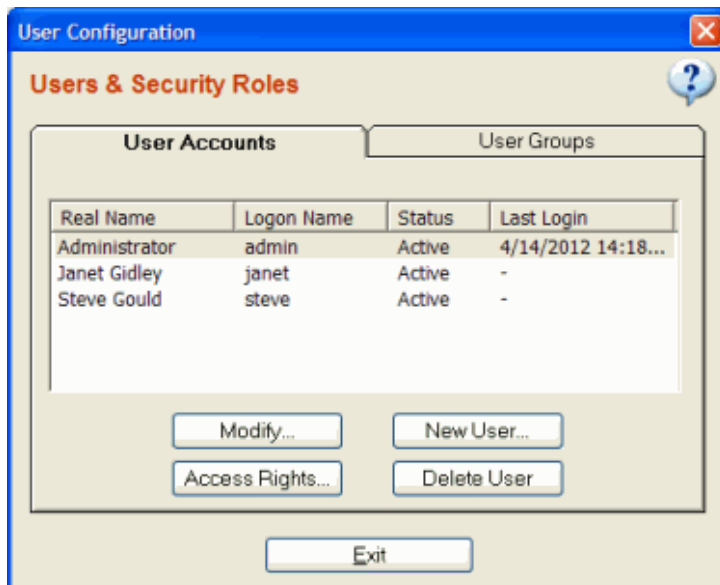 User Configuration
Users & Security Roles
?
User Accounts User Groups
Real Name Logon Name Status Last Login
Administrator admin Active 4/14/2012 14:18...
Janet Gidley janet Active -
Steve Gould steve Active -
Modify... New User...
Access Rights... Delete User
Exit